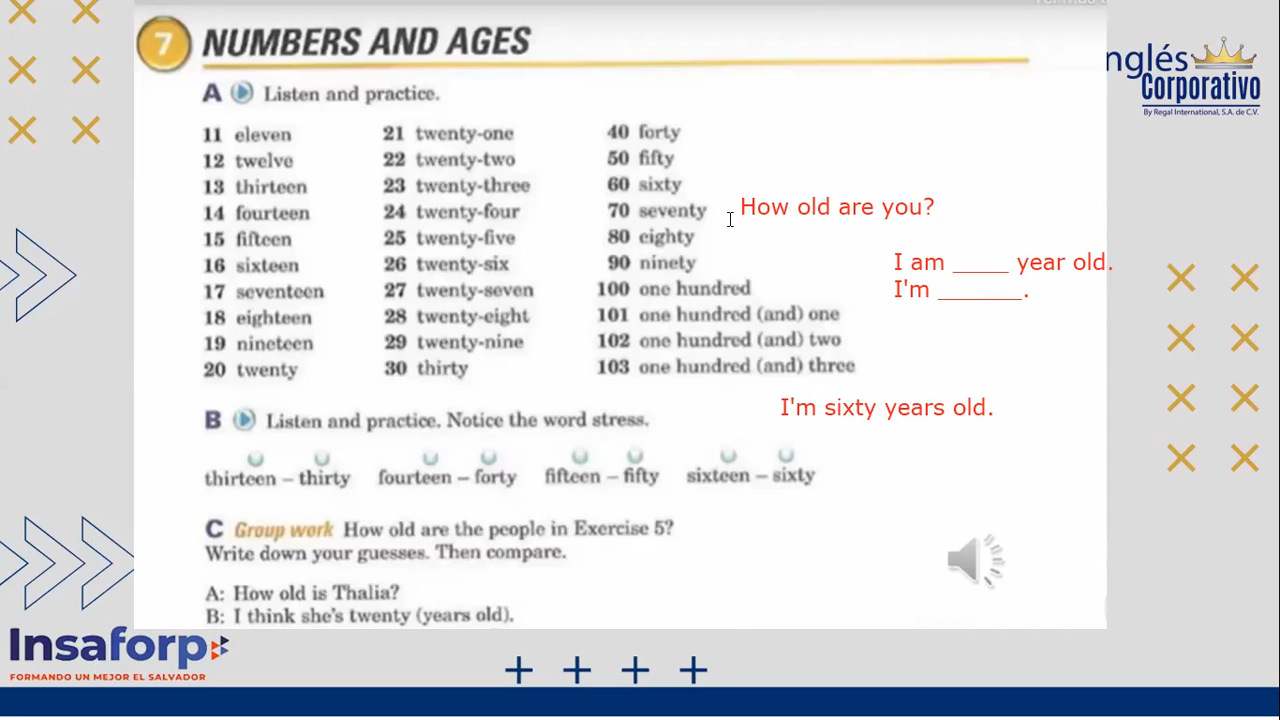 7 NUMBERS AND AGES
A Listen and practice.
11 eleven 21 twenty-one 40 forty
12 twelve 22 twenty-two 50 fifty
13 thirteen 23 twenty-three 60 sixty
14 fourteen 24 twenty-four 70 seventy
15 fifteen 25 twenty-five 80 eighty
16 sixteen 26 twenty-six 90 ninety
17 seventeen 27 twenty-seven 100 one hundred
18 eighteen 28 twenty-eight 101 one hundred (and) one
19 nineteen 29 twenty-nine 102 one hundred (and) two
20 twenty 30 thirty 103 one hundred (and) three
How old are you?
I am ____ year old.
I'm ______.
I'm sixty years old.
B Listen and practice. Notice the word stress.
thirteen – thirty fourteen – forty fifteen – fifty sixteen – sixty
C Group work How old are the people in Exercise 5?
Write down your guesses. Then compare.
A: How old is Thalia?
B: I think she's twenty (years old).
nglés
Corporativo
By Regal International, S.A. de C.V.
Insaforp
FORMANDO UN MEJOR EL SALVADOR